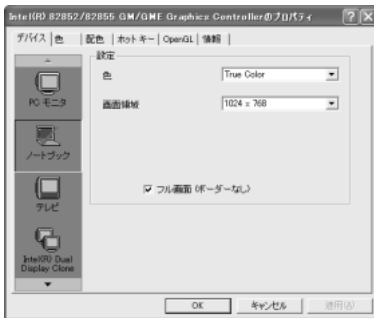 Intel(R) 82852/82855 GM/GME Graphics Controllerのプロパティ
デバイス 色 配色 ホット キー OpenGL 情報
設定
色 True Color
画面領域 1024 x 768
PC モニタ
ノートブック
テレビ
Intel(R) Dual
Display Clone
フル画面 (ボーダーなし)
OK キャンセル 適用(A)